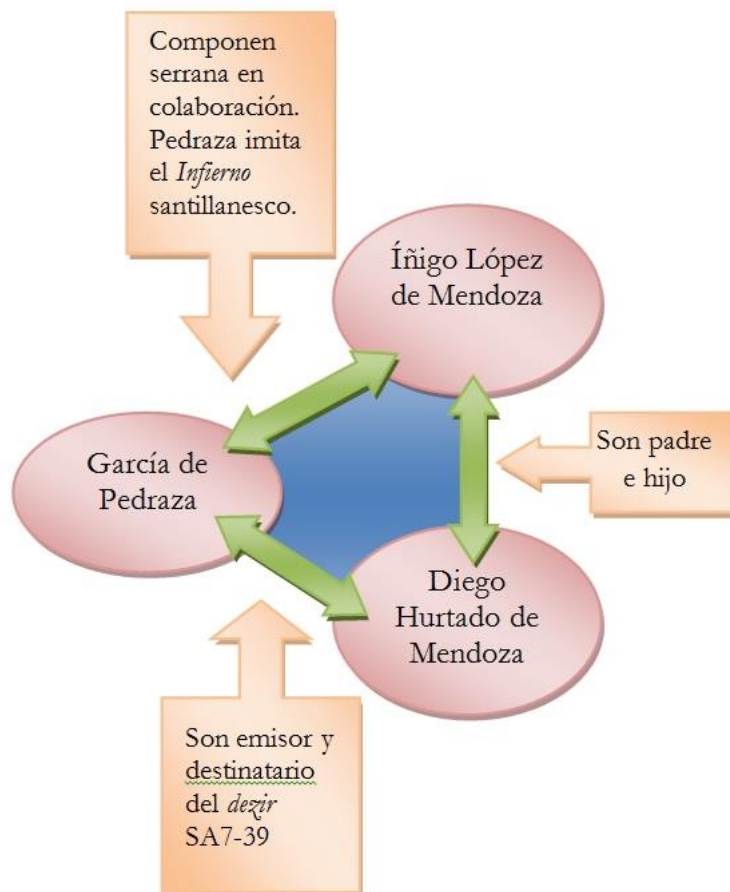 Componen
serrana en
colaboración.
Pedraza imita
el Infierno
santillanesco.
Íñigo López
de Mendoza
García de
Pedraza
Son padre
e hijo
Diego
Hurtado de
Mendoza
Son emisor y
destinatario
del dezir
SA7-39